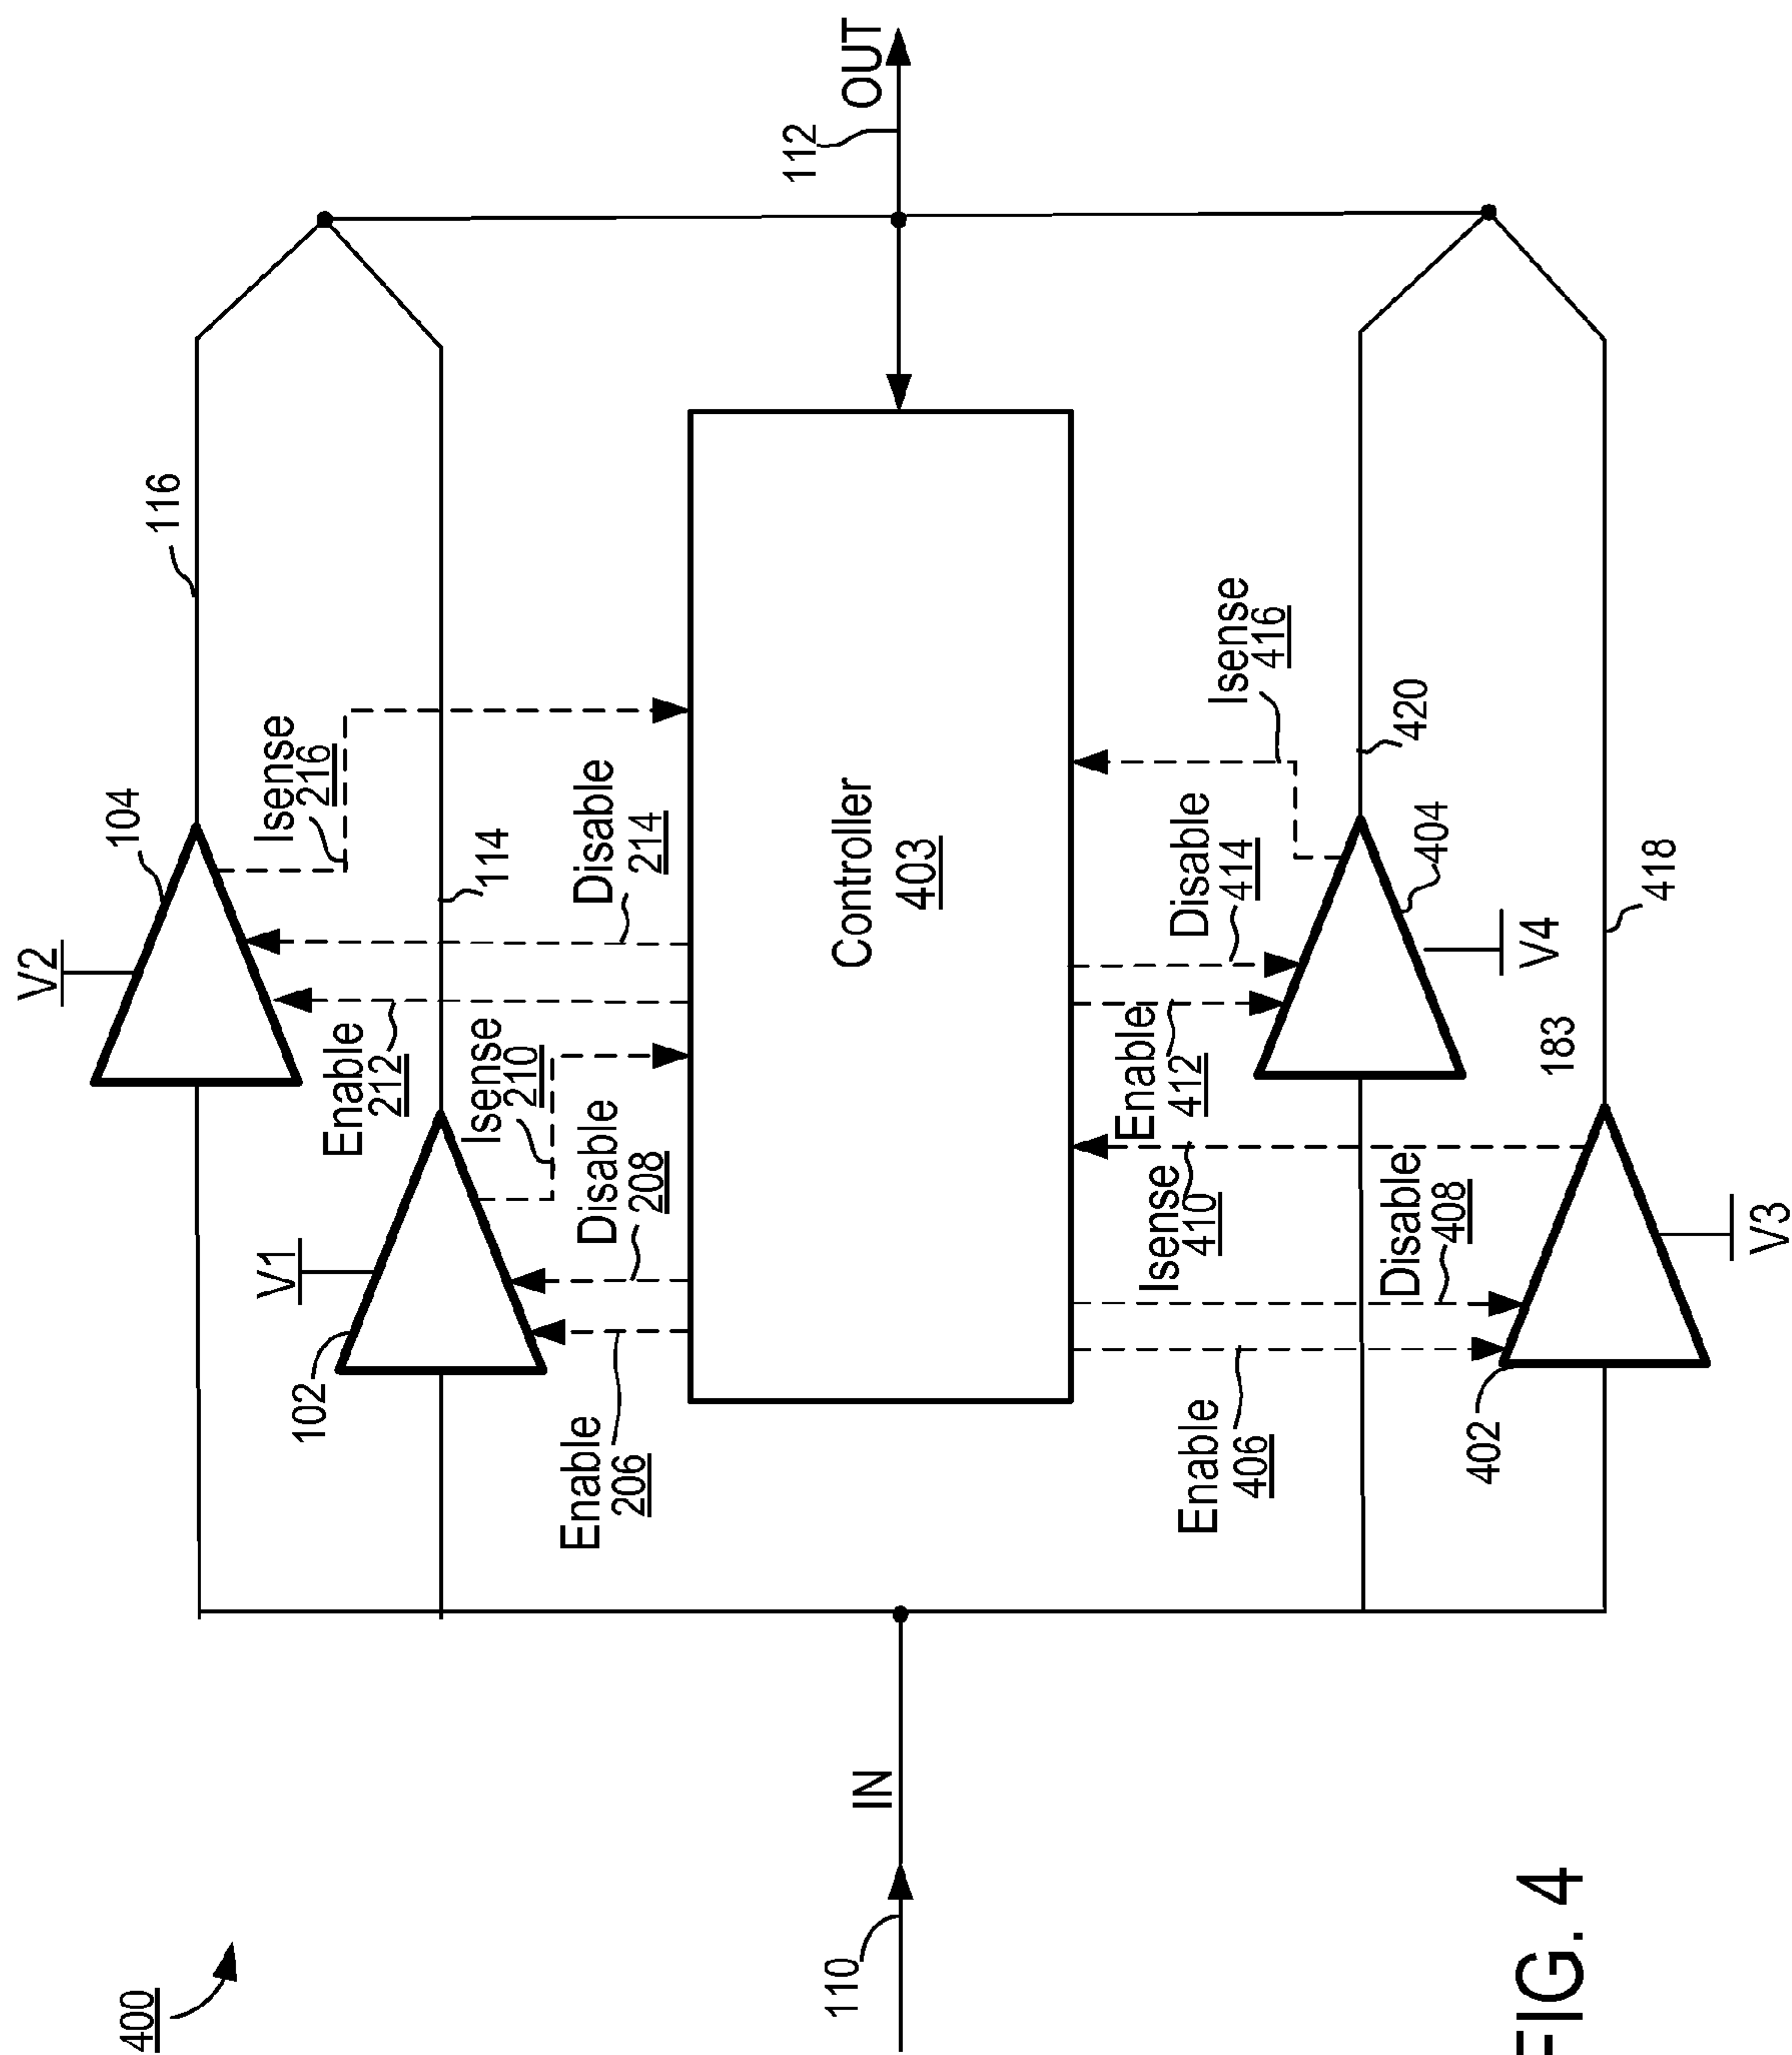 400
110
IN
V2
104
116
Isense
216
Enable
212
Disable
214
V1
102
114
Isense
210
Enable
206
Disable
208
Controller
403
112
OUT
Enable
406
Disable
408
Isense
410
402
V3
183
418
Enable
412
Disable
414
Isense
416
404
V4
420
FIG. 4